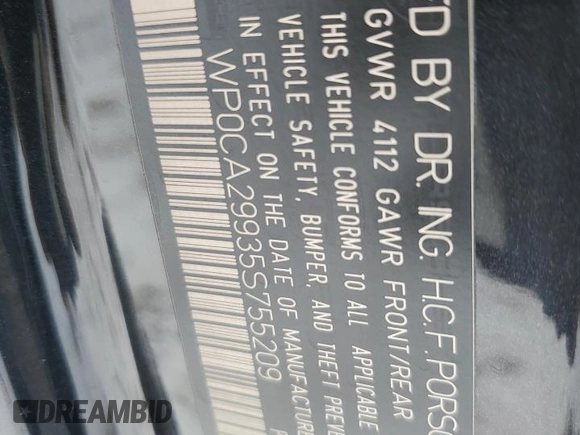 FD BY DR. ING. H.C.F. PORSC
GVWR 4112 GAWR FRONT/REAR
THIS VEHICLE CONFORMS TO ALL APPLICABLE
VEHICLE SAFETY, BUMPER, AND THEFT PREVE
IN EFFECT ON THE DATE OF MANUFACTURE
WP0CA29935S755209
DREAMBID